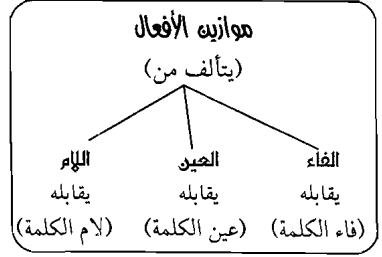 موازين الأفعال
(يتألف من)
الفاء العين اللام
يقابله يقابله يقابله
(فاء الكلمة) (عين الكلمة) (لام الكلمة)